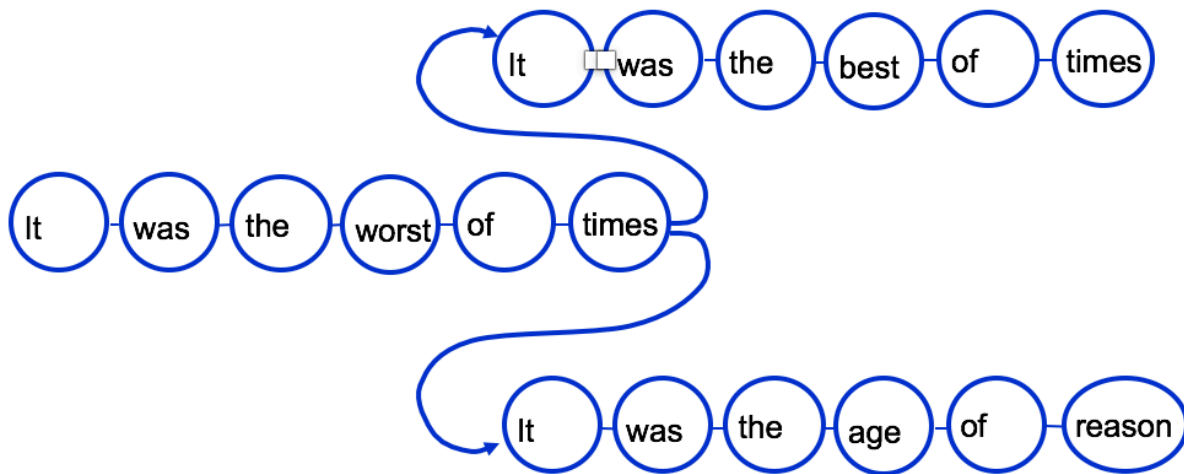 It was the best of times
It was the worst of times
It was the age of reason